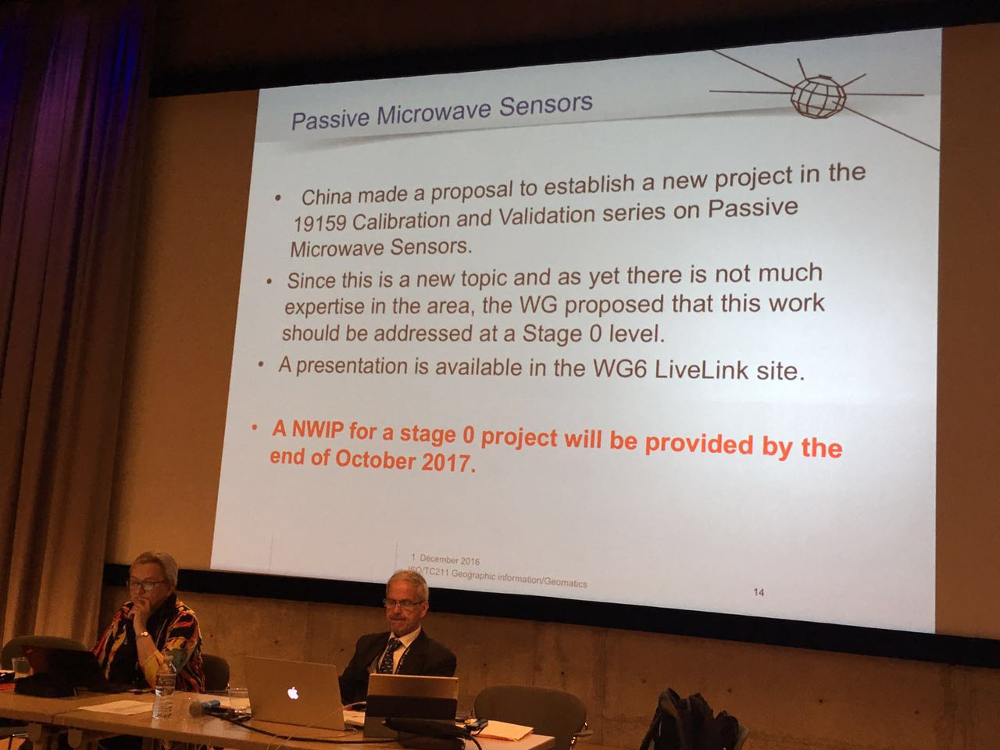 Passive Microwave Sensors
• China made a proposal to establish a new project in the
19159 Calibration and Validation series on Passive
Microwave Sensors.
• Since this is a new topic and as yet there is not much
expertise in the area, the WG proposed that this work
should be addressed at a Stage 0 level.
• A presentation is available in the WG6 LiveLink site.
• A NWIP for a stage 0 project will be provided by the
end of October 2017.
1 December 2016
ISO/TC211 Geographic information/Geomatics
14